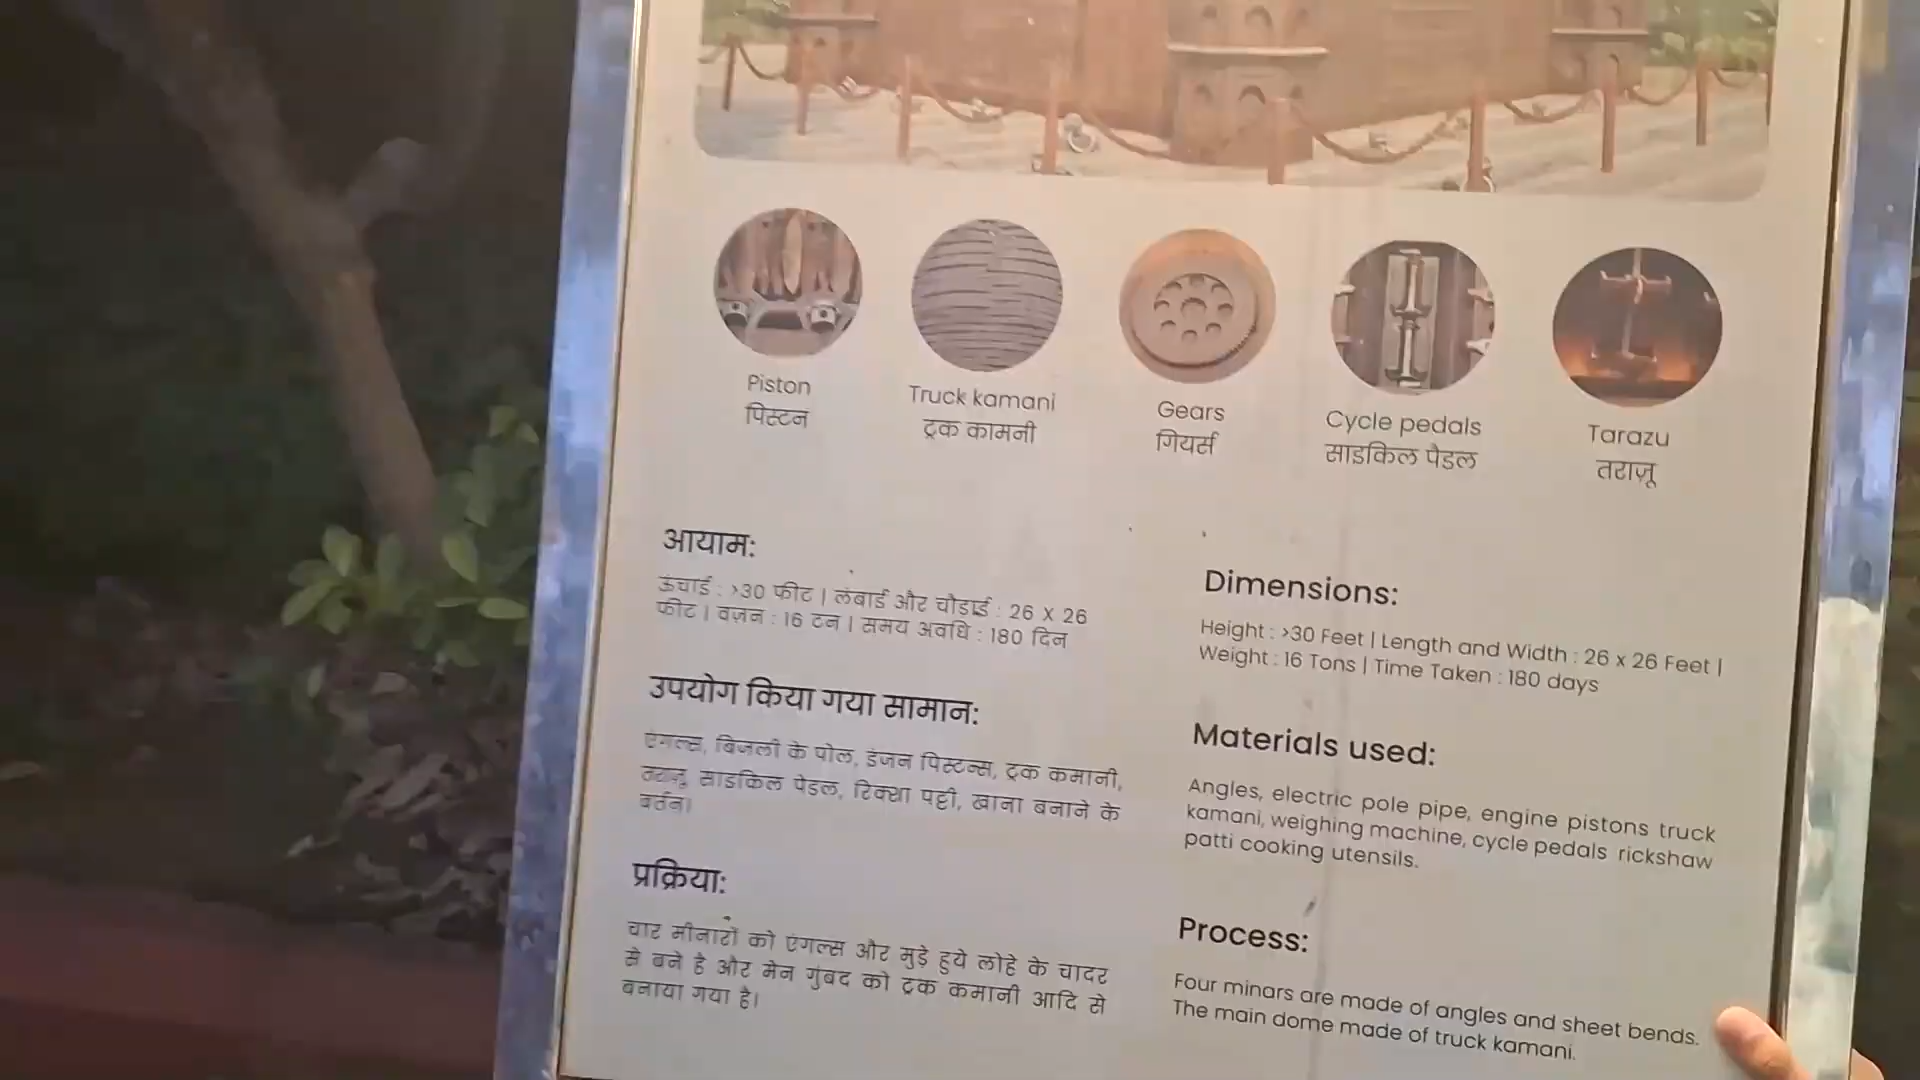 Piston
पिस्टन
Truck kamani
ट्रक कामनी
Gears
गियर्स
Cycle pedals
साइकिल पैडल
Tarazu
तराज़ू
आयाम:
ऊंचाई : >30 फीट | लंबाई और चौड़ाई : 26 X 26
फीट | वज़न : 16 टन | समय अवधि : 180 दिन
उपयोग किया गया सामान:
एंगल्स, बिजली के पोल, इंजन पिस्टन्स, ट्रक कमानी,
तराज़ू, साइकिल पेडल, रिक्शा पट्टी, खाना बनाने के
बर्तन।
प्रक्रिया:
चार मीनारों को एंगल्स और मुड़े हुये लोहे के चादर
से बने है और मेन गुंबद को ट्रक कमानी आदि से
बनाया गया है।
Dimensions:
Height : >30 Feet | Length and Width : 26 x 26 Feet |
Weight : 16 Tons | Time Taken : 180 days
Materials used:
Angles, electric pole pipe, engine pistons truck
kamani, weighing machine, cycle pedals rickshaw
patti cooking utensils.
Process:
Four minars are made of angles and sheet bends.
The main dome made of truck kamani.